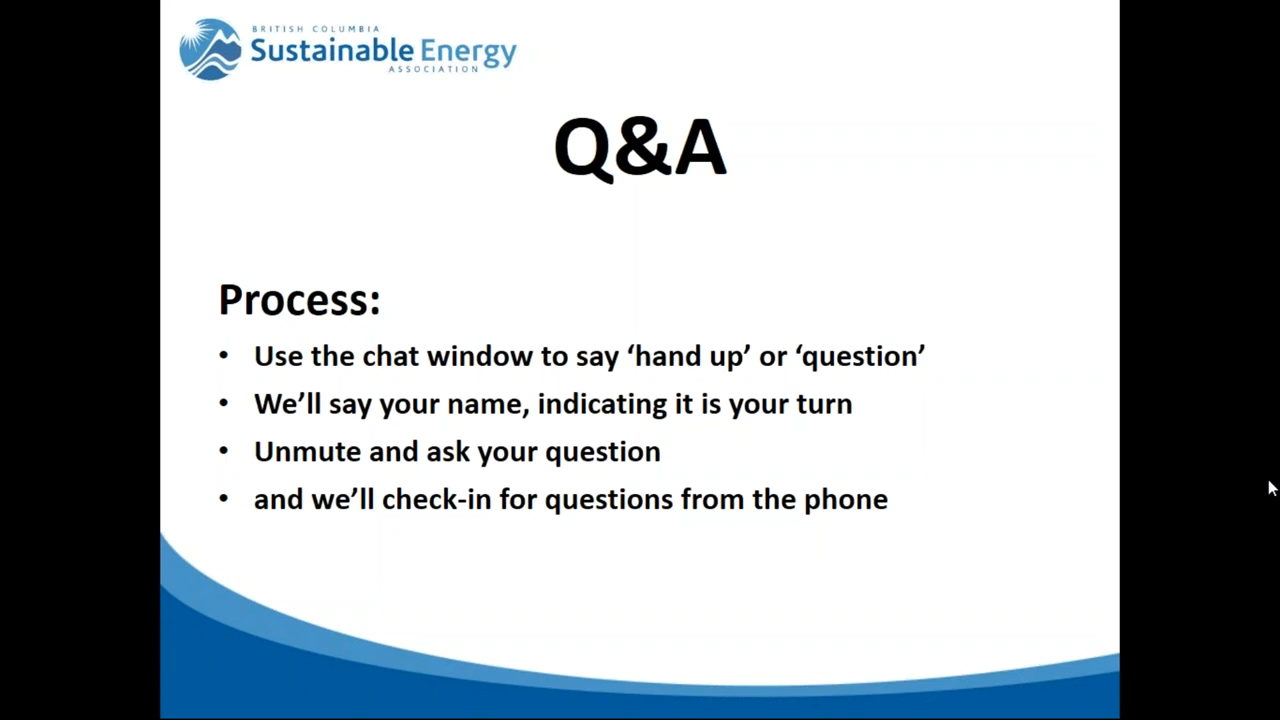 BRITISH COLUMBIA
Sustainable Energy
ASSOCIATION
Q&A
Process:
• Use the chat window to say ‘hand up’ or ‘question’
• We’ll say your name, indicating it is your turn
• Unmute and ask your question
• and we’ll check-in for questions from the phone